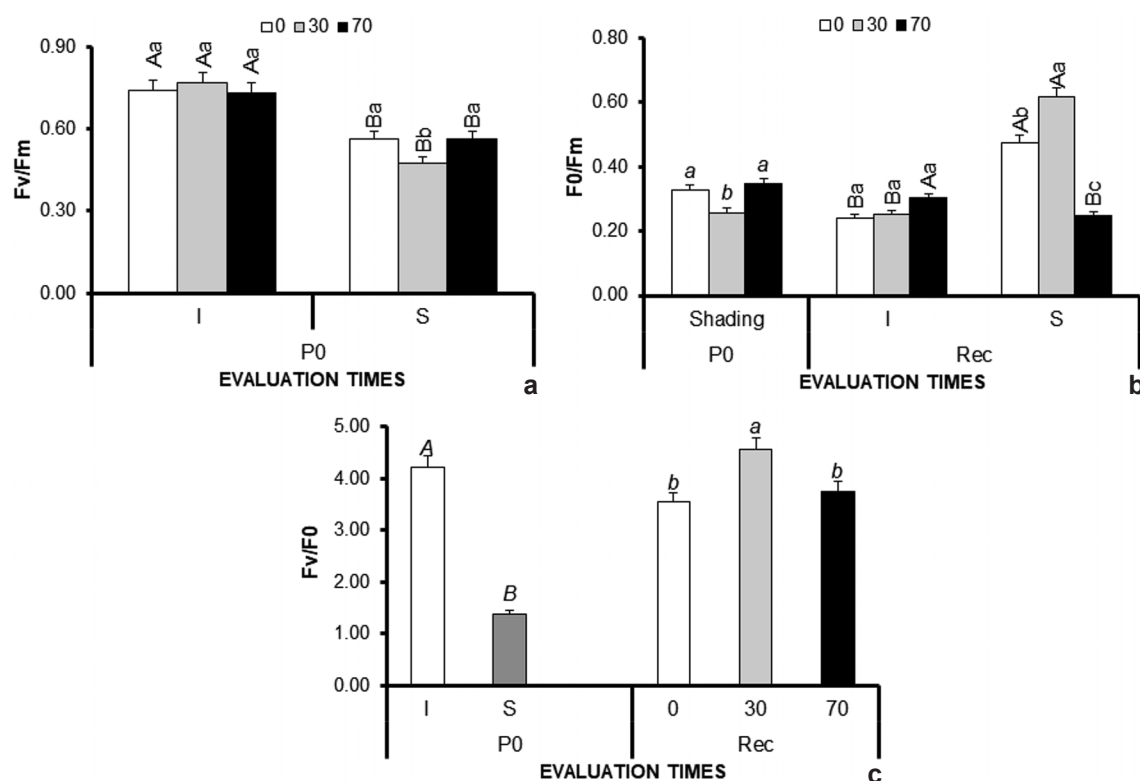 0 30 70
0.90
0.60
0.30
0.00
Fv/Fm
Aa Aa Aa
Ba Bb Ba
I S
P0
EVALUATION TIMES
a
0 30 70
0.80
0.60
0.40
0.20
0.00
F0/Fm
a b a
Ba Ba Aa
Ab Aa Bc
Shading I S
P0 Rec
EVALUATION TIMES
b
5.00
4.00
3.00
2.00
1.00
0.00
Fv/F0
A B
b a b
I S 0 30 70
P0 Rec
EVALUATION TIMES
c